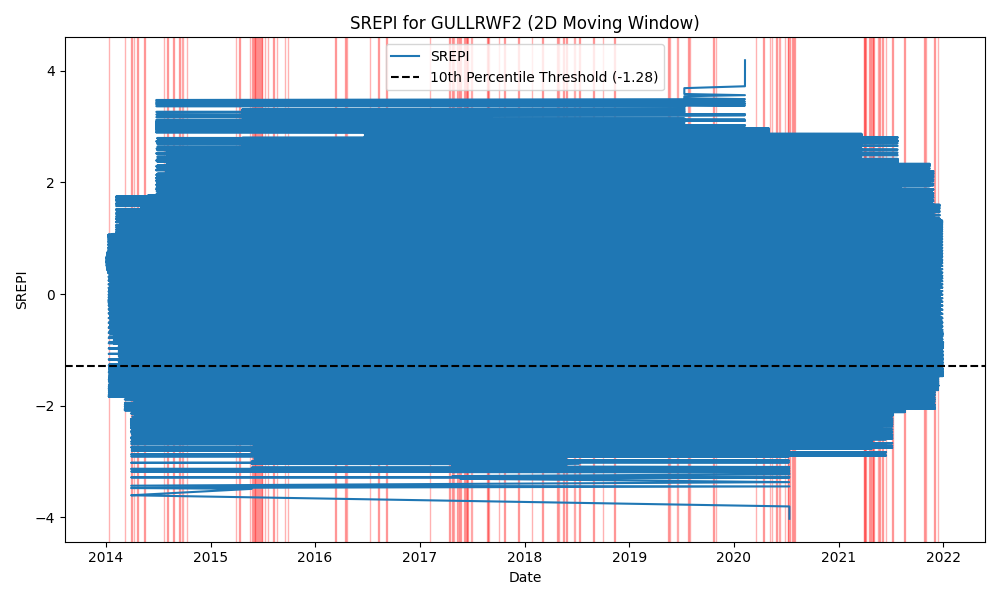 SREPI for GULLRWF2 (2D Moving Window)
SREPI
10th Percentile Threshold (-1.28)
SREPI
4
2
0
−2
−4
2014 2015 2016 2017 2018 2019 2020 2021 2022
Date